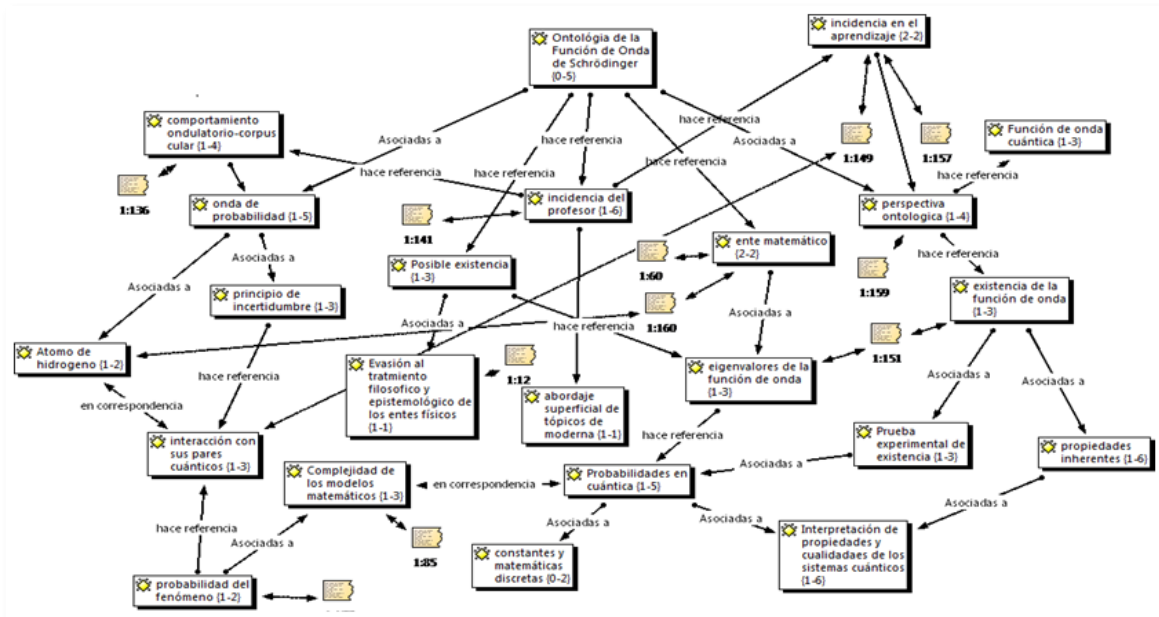 Ontológia de la
Función de Onda
de Schrödinger
{0-5}
incidencia en el
aprendizaje {2-2}
comportamiento
ondulatorio-corpus
cular {1-4}
Función de onda
cuántica {1-3}
hace referencia
Asociadas a
hace referencia
hace referencia
Asociadas a
1:149
1:157
hace referencia
hace referencia
1:136
onda de
probabilidad {1-5}
incidencia del
profesor {1-6}
perspectiva
ontologica {1-4}
1:141
ente matemático
{2-2}
Asociadas a
Posible existencia
{1-3}
1:60
hace referencia
1:159
Asociadas a
principio de
incertidumbre {1-3}
existencia de la
función de onda
{1-3}
1:160
Asociadas a
Asociadas a
hace referencia
1:151
Atomo de
hidrogeno {1-2}
Evasión al
tratmiento
filosofico y
epistemológico de
los entes físicos
{1-1}
1:12
eigenvalores de la
función de onda
{1-3}
hace referencia
Asociadas a
Asociadas a
en correspondencia
abordaje
superficial de
tópicos de
moderna {1-1}
hace referencia
interacción con
sus pares
cuánticos {1-3}
Prueba
experimental de
existencia {1-3}
propiedades
inherentes {1-6}
Complejidad de
los modelos
matemáticos {1-3}
en correspondencia
Probabilidades en
cuántica {1-5}
Asociadas a
Asociadas a
hace referencia
Asociadas a
Asociadas a
Asociadas a
1:85
constantes y
matemáticas
discretas {0-2}
Interpretación de
propiedades y
cualidadaes de los
sistemas cuánticos
{1-6}
probabilidad del
fenómeno {1-2}